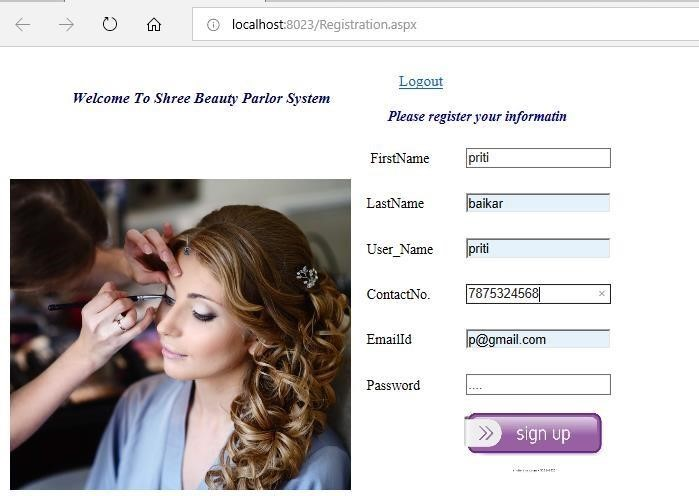 localhost:8023/Registration.aspx
Logout
Welcome To Shree Beauty Parlor System
Please register your informatin
FirstName priti
LastName baikar
User_Name priti
ContactNo. 7875324568 ×
EmailId p@gmail.com
Password ....
sign up